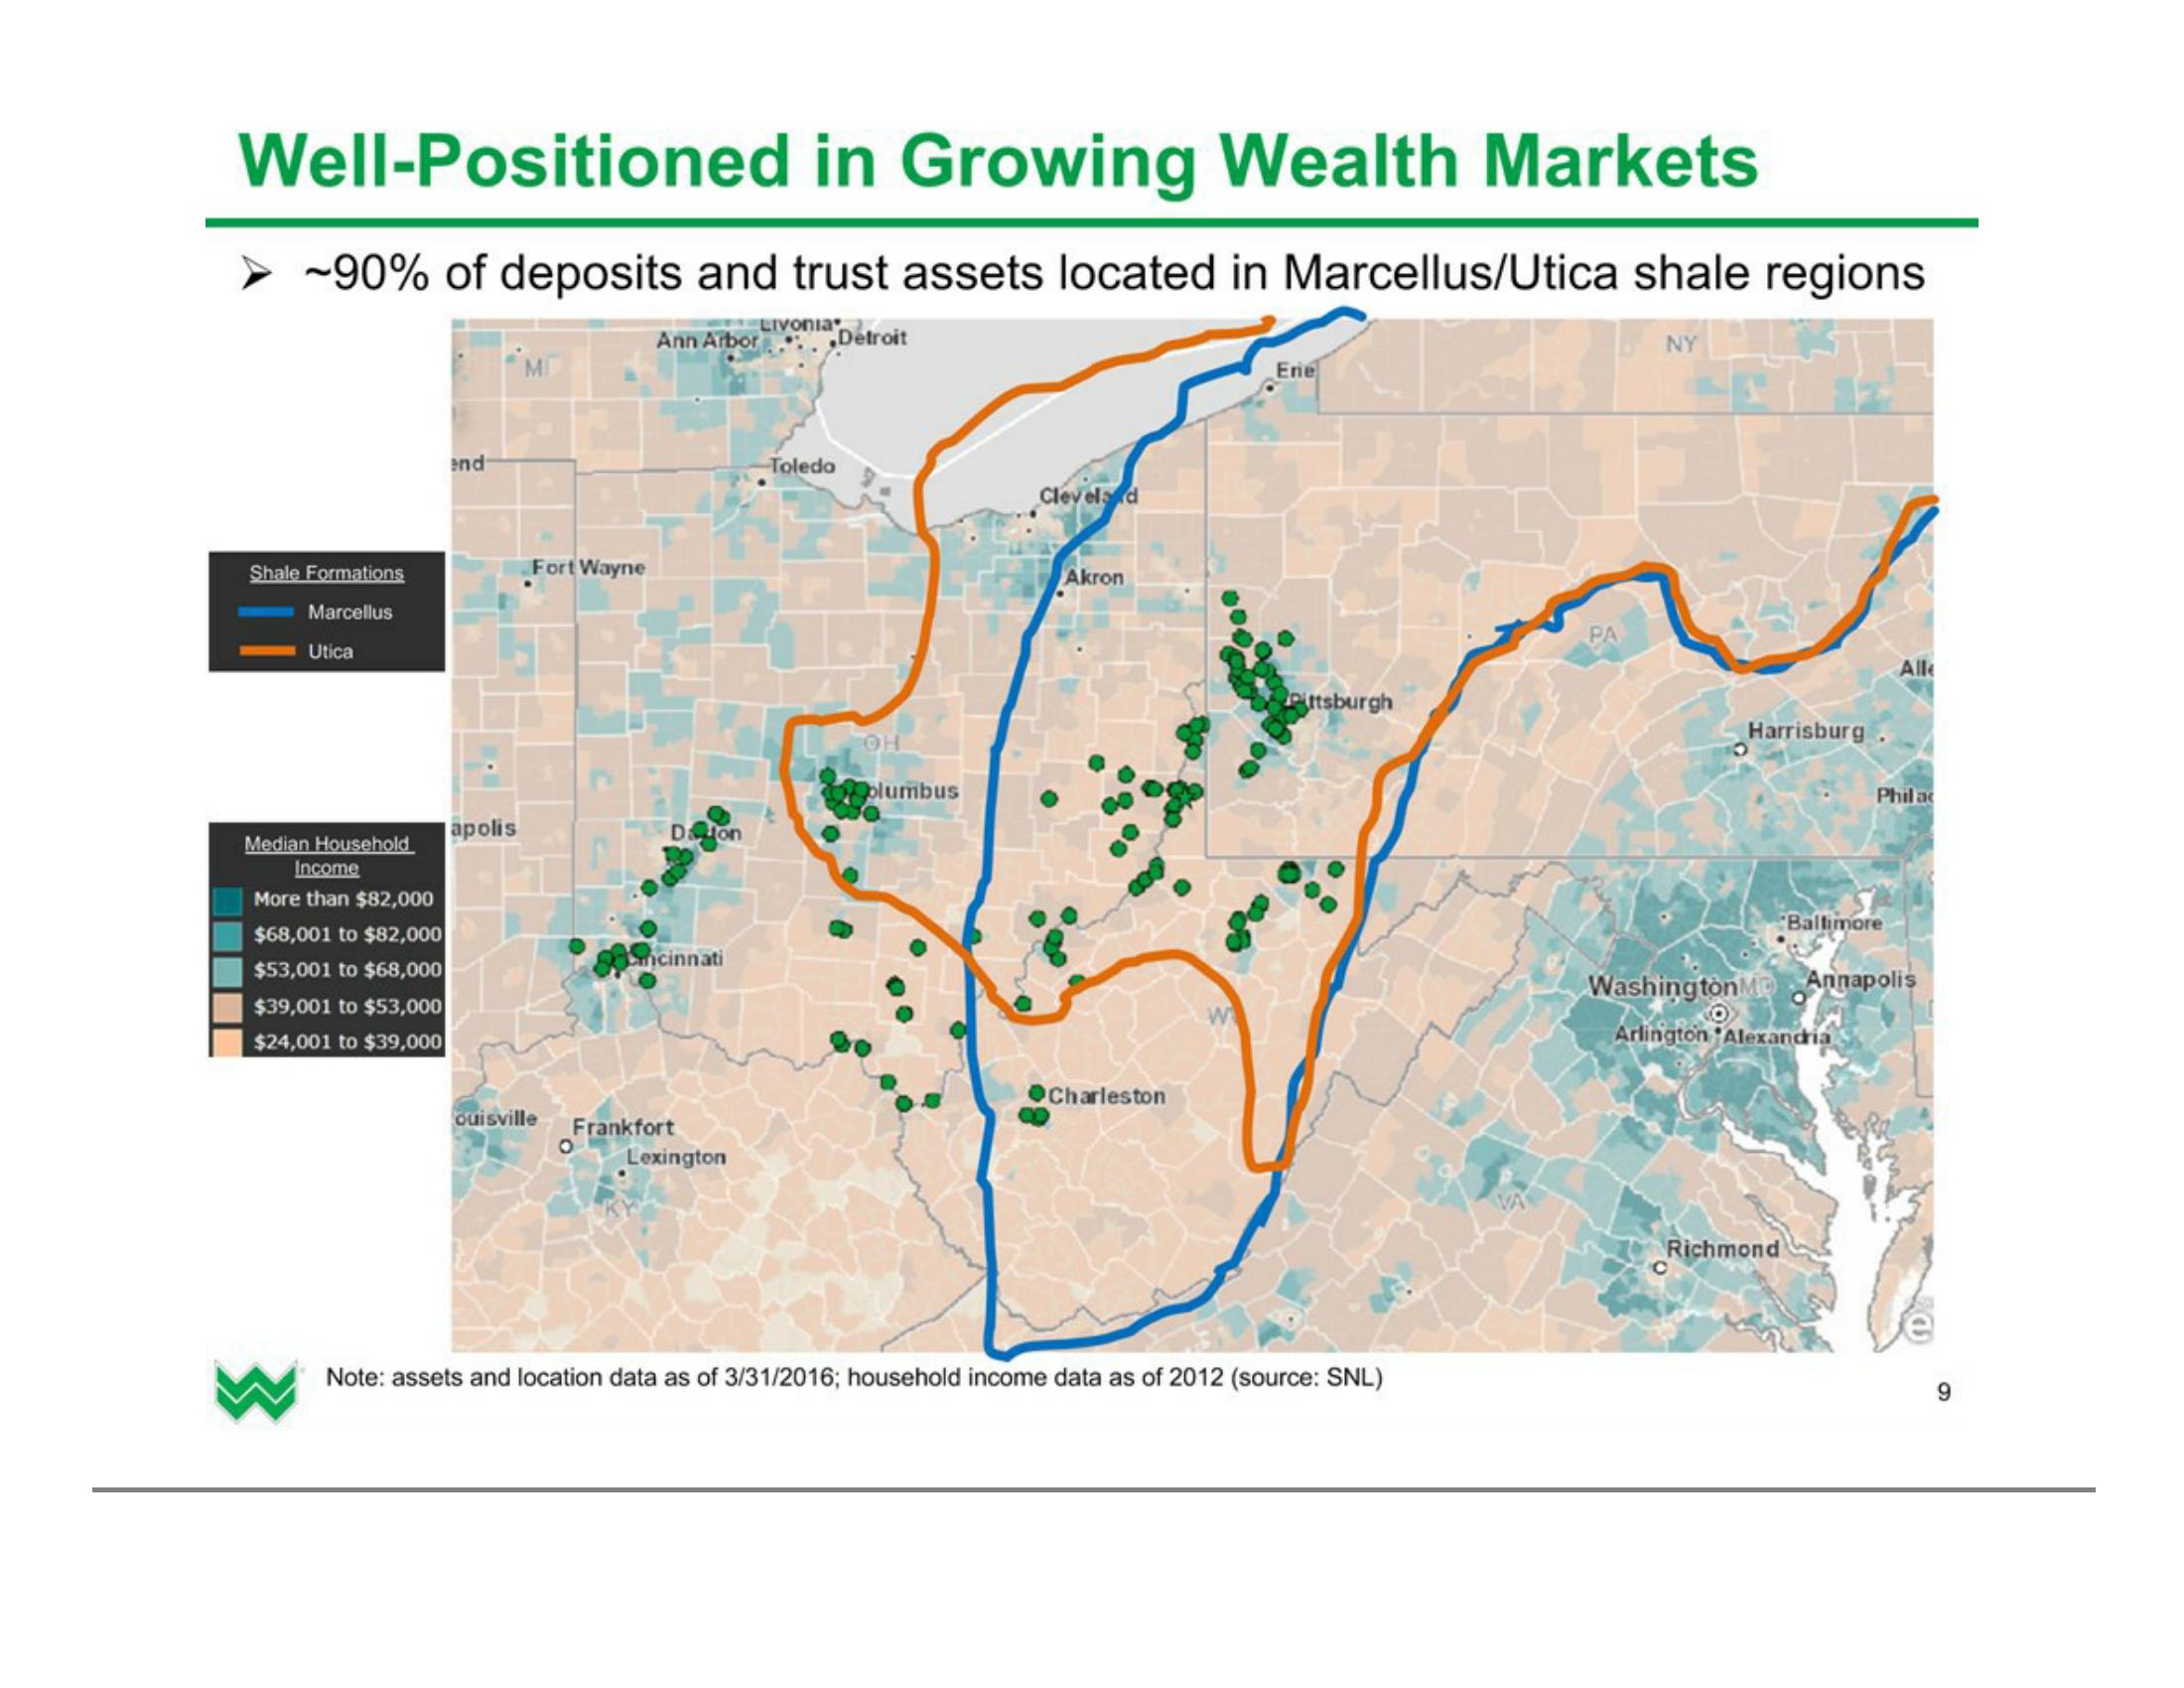 Well-Positioned in Growing Wealth Markets
➢ ~90% of deposits and trust assets located in Marcellus/Utica shale regions
Livonia
Ann Arbor
Detroit
MI
NY
Erie
end
Toledo
Cleveland
Fort Wayne
Akron
Shale Formations
Marcellus
Utica
PA
Alle
Pittsburgh
Harrisburg
OH
olumbus
Philad
apolis
Dayton
Median Household
Income
More than $82,000
$68,001 to $82,000
$53,001 to $68,000
$39,001 to $53,000
$24,001 to $39,000
Baltimore
Cincinnati
Washington
MD
Annapolis
Arlington
Alexandria
Charleston
ouisville
Frankfort
Lexington
KY
VA
Richmond
Note: assets and location data as of 3/31/2016; household income data as of 2012 (source: SNL)
9